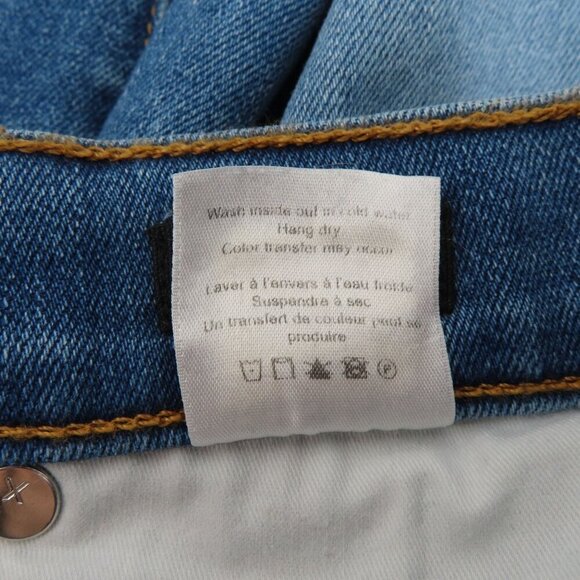 Wash inside out in cold water
Hang dry
Color transfer may occur
Laver à l'envers à l'eau froide
Suspendre à sec
Un transfert de couleur peut se
produire
P
X